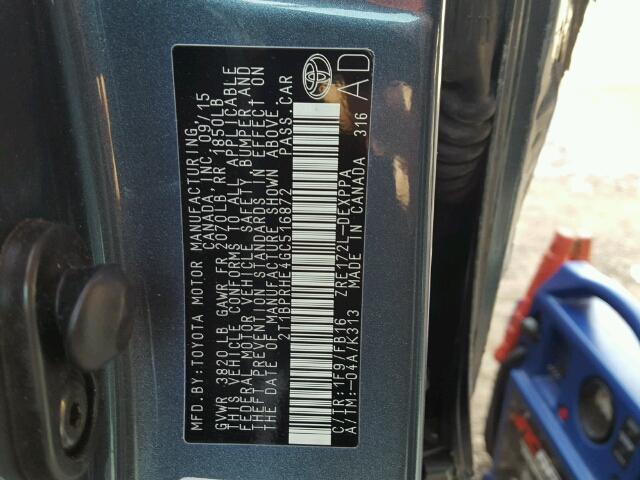 MFD.BY:TOYOTA MOTOR MANUFACTURING
CANADA, INC. 09/15
GVWR 3820LB GAWR FR 2070LB RR 1850LB
THIS VEHICLE CONFORMS TO ALL APPLICABLE
FEDERAL MOTOR VEHICLE SAFETY, BUMPER, AND
THEFT PREVENTION STANDARDS IN EFFECT ON
THE DATE OF MANUFACTURE SHOWN ABOVE.
2T1BPRHE4GC516872 PASS.CAR
C/TR:1F9/FB16 ZRE172L-DEXPPA
A/TM:-04A/K313 MADE IN CANADA 316
AD